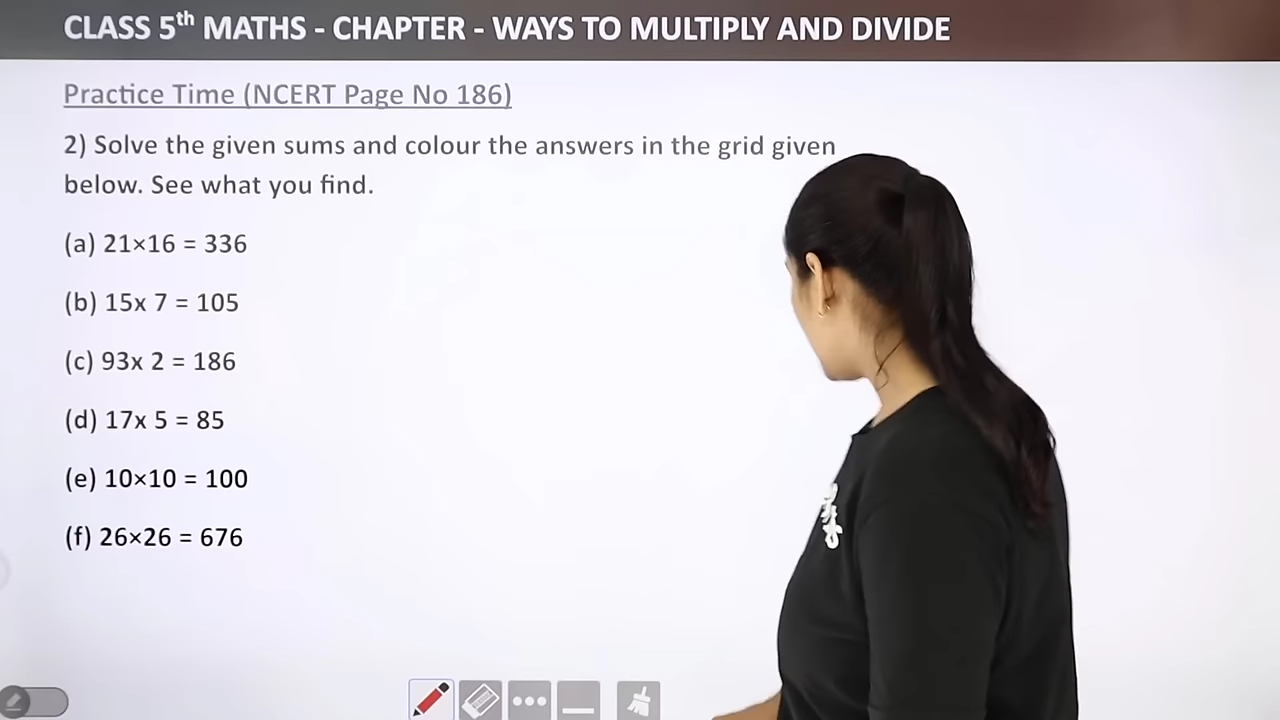 CLASS 5th MATHS - CHAPTER - WAYS TO MULTIPLY AND DIVIDE
Practice Time (NCERT Page No 186)
2) Solve the given sums and colour the answers in the grid given
below. See what you find.
(a) 21×16 = 336
(b) 15x 7 = 105
(c) 93x 2 = 186
(d) 17x 5 = 85
(e) 10×10 = 100
(f) 26×26 = 676